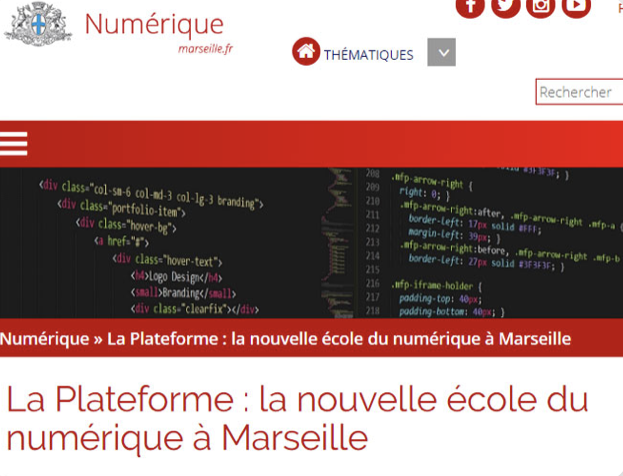 Numérique
marseille.fr
THÉMATIQUES
Rechercher
<div class="col-sm-6 col-md-3 col-lg-3 branding">
<div class="portfolio-item">
<div class="hover-bg">
<a href="#">
<div class="hover-text">
<h4>Logo Design</h4>
<small>Branding</small>
<div class="clearfix"></div>
208 .mfp-arrow-right {
209 right: 0; }
210 .mfp-arrow-right:after, .mfp-arrow-right .mfp-a {
211 border-left: 17px solid #FFF;
212 margin-left: 39px; }
213 .mfp-arrow-right:before, .mfp-arrow-right .mfp-b
214 border-left: 27px solid #3F3F3F; }
215
216 .mfp-iframe-holder {
217 padding-top: 40px;
218 padding-bottom: 40px; }
Numérique » La Plateforme : la nouvelle école du numérique à Marseille
La Plateforme : la nouvelle école du
numérique à Marseille